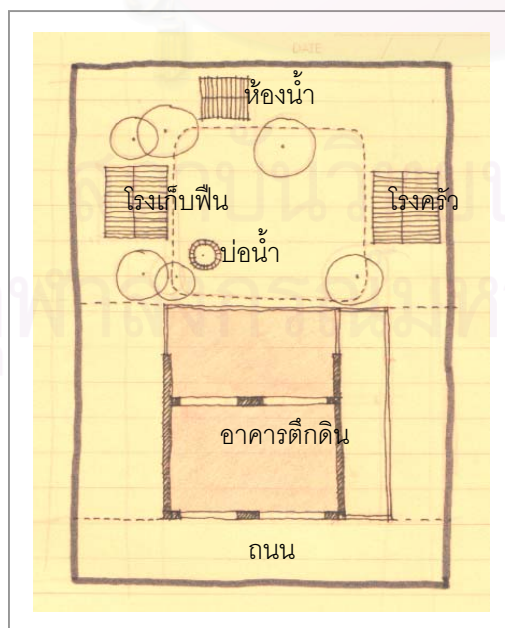 DATE
ห้องน้ำ
โรงเก็บฟืน
โรงครัว
บ่อน้ำ
อาคารตึกดิน
ถนน